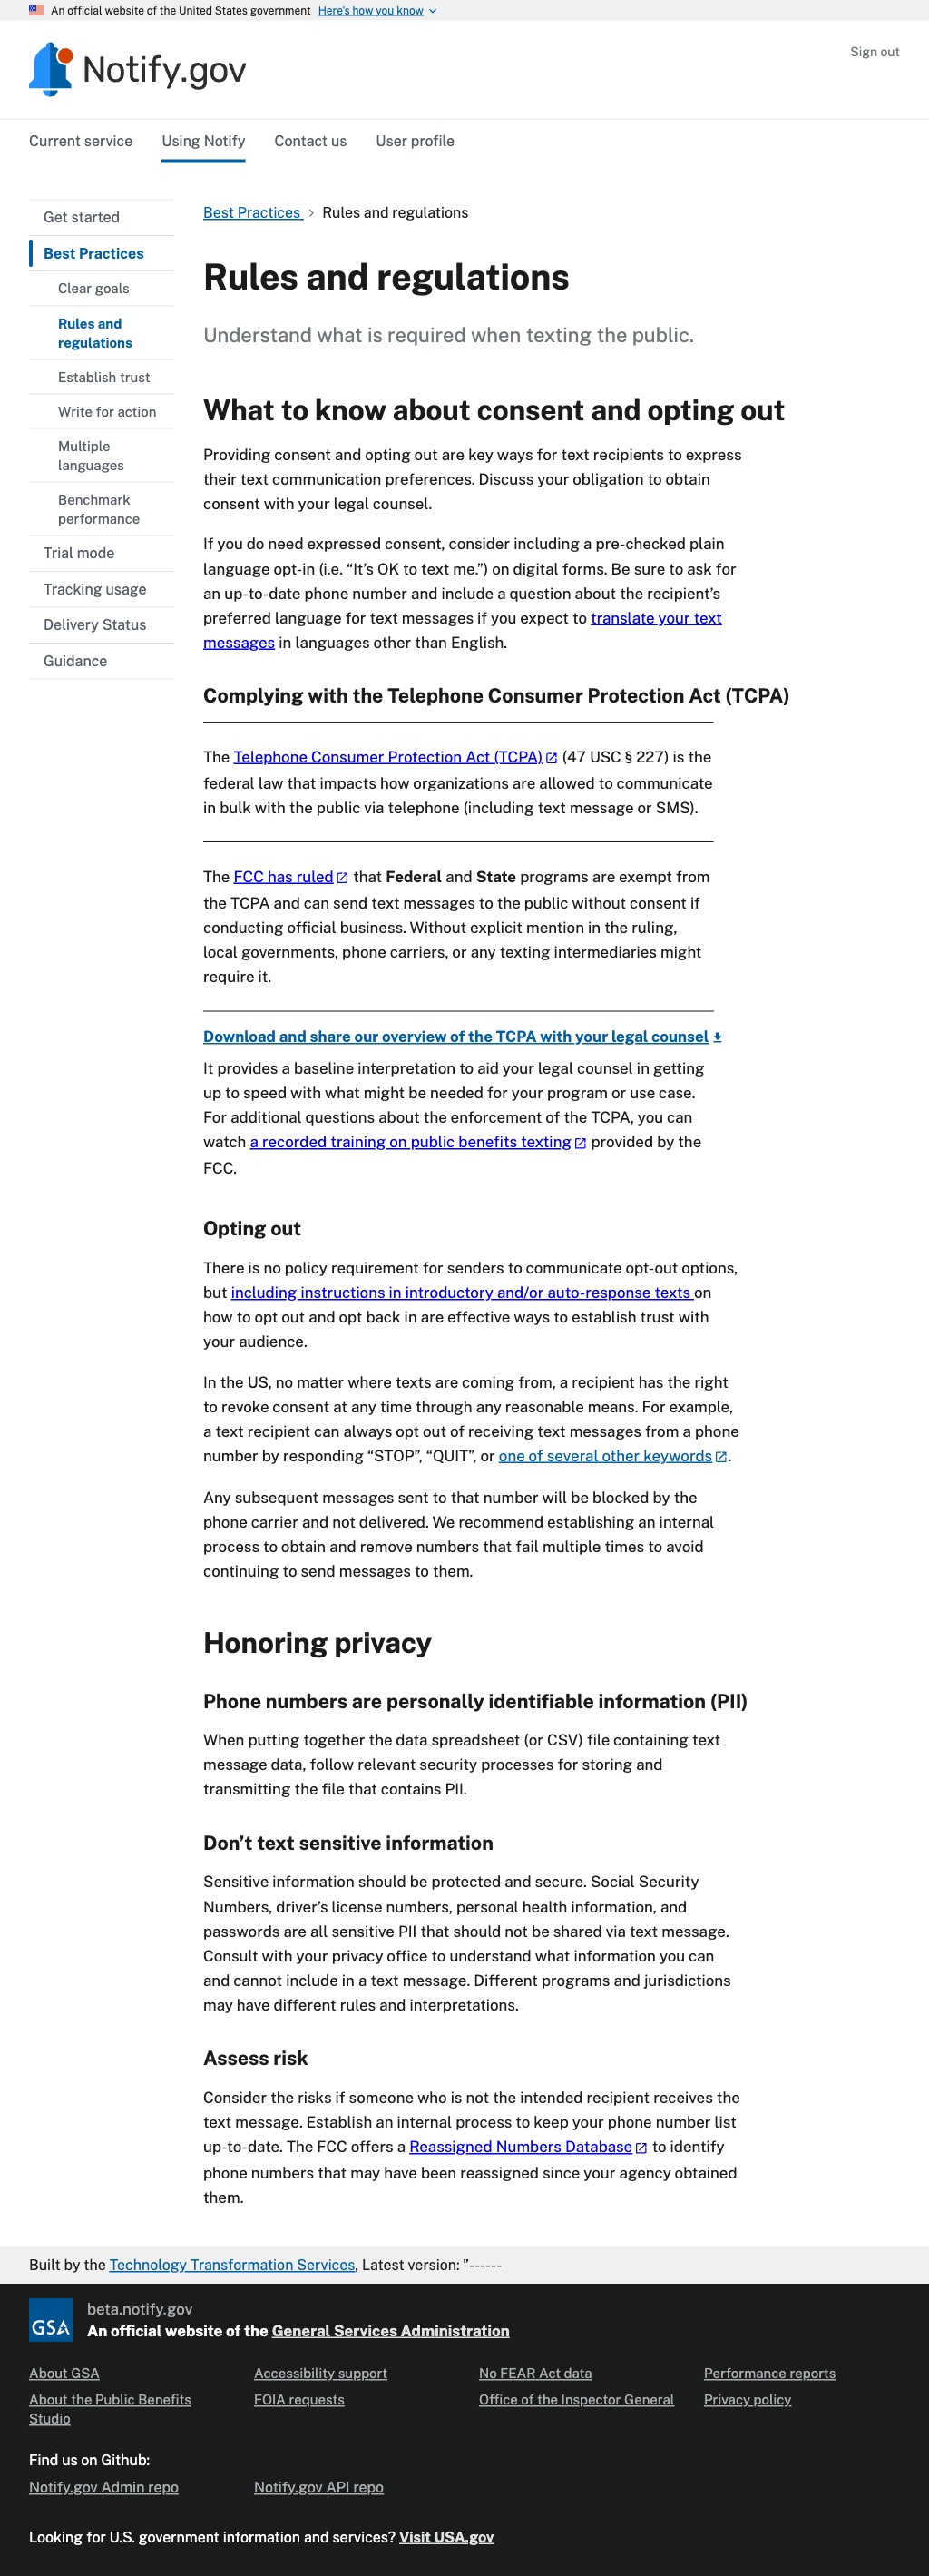 An official website of the United States government Here's how you know
Notify.gov
Sign out
Current service Using Notify Contact us User profile
Get started
Best Practices
Clear goals
Rules and
regulations
Establish trust
Write for action
Multiple
languages
Benchmark
performance
Trial mode
Tracking usage
Delivery Status
Guidance
Best Practices > Rules and regulations
Rules and regulations
Understand what is required when texting the public.
What to know about consent and opting out
Providing consent and opting out are key ways for text recipients to express
their text communication preferences. Discuss your obligation to obtain
consent with your legal counsel.
If you do need expressed consent, consider including a pre-checked plain
language opt-in (i.e. “It’s OK to text me.”) on digital forms. Be sure to ask for
an up-to-date phone number and include a question about the recipient’s
preferred language for text messages if you expect to translate your text
messages in languages other than English.
Complying with the Telephone Consumer Protection Act (TCPA)
The Telephone Consumer Protection Act (TCPA) (47 USC § 227) is the
federal law that impacts how organizations are allowed to communicate
in bulk with the public via telephone (including text message or SMS).
The FCC has ruled that Federal and State programs are exempt from
the TCPA and can send text messages to the public without consent if
conducting official business. Without explicit mention in the ruling,
local governments, phone carriers, or any texting intermediaries might
require it.
Download and share our overview of the TCPA with your legal counsel
It provides a baseline interpretation to aid your legal counsel in getting
up to speed with what might be needed for your program or use case.
For additional questions about the enforcement of the TCPA, you can
watch a recorded training on public benefits texting provided by the
FCC.
Opting out
There is no policy requirement for senders to communicate opt-out options,
but including instructions in introductory and/or auto-response texts on
how to opt out and opt back in are effective ways to establish trust with
your audience.
In the US, no matter where texts are coming from, a recipient has the right
to revoke consent at any time through any reasonable means. For example,
a text recipient can always opt out of receiving text messages from a phone
number by responding “STOP”, “QUIT”, or one of several other keywords.
Any subsequent messages sent to that number will be blocked by the
phone carrier and not delivered. We recommend establishing an internal
process to obtain and remove numbers that fail multiple times to avoid
continuing to send messages to them.
Honoring privacy
Phone numbers are personally identifiable information (PII)
When putting together the data spreadsheet (or CSV) file containing text
message data, follow relevant security processes for storing and
transmitting the file that contains PII.
Don’t text sensitive information
Sensitive information should be protected and secure. Social Security
Numbers, driver’s license numbers, personal health information, and
passwords are all sensitive PII that should not be shared via text message.
Consult with your privacy office to understand what information you can
and cannot include in a text message. Different programs and jurisdictions
may have different rules and interpretations.
Assess risk
Consider the risks if someone who is not the intended recipient receives the
text message. Establish an internal process to keep your phone number list
up-to-date. The FCC offers a Reassigned Numbers Database to identify
phone numbers that may have been reassigned since your agency obtained
them.
Built by the Technology Transformation Services, Latest version: ”------
GSA
beta.notify.gov
An official website of the General Services Administration
About GSA Accessibility support No FEAR Act data Performance reports
About the Public Benefits
Studio
FOIA requests Office of the Inspector General Privacy policy
Find us on Github:
Notify.gov Admin repo Notify.gov API repo
Looking for U.S. government information and services? Visit USA.gov